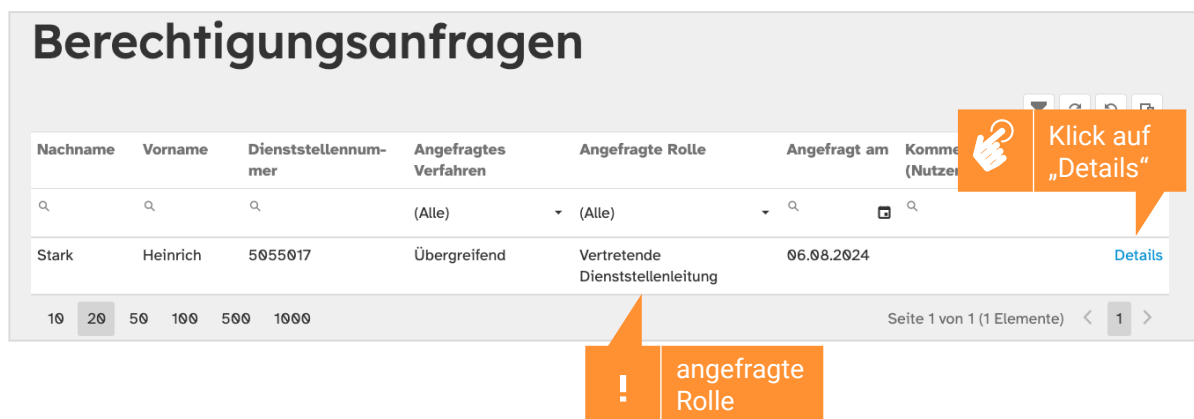 Berechtigungsanfragen
Klick auf
„Details“
Nachname Vorname Dienststellennum- Angefragtes Angefragte Rolle Angefragt am
mer Verfahren
(Alle) (Alle)
Stark Heinrich 5055017 Übergreifend Vertretende 06.08.2024 Details
Dienststellenleitung
10 20 50 100 500 1000 Seite 1 von 1 (1 Elemente) < 1 >
! angefragte
Rolle